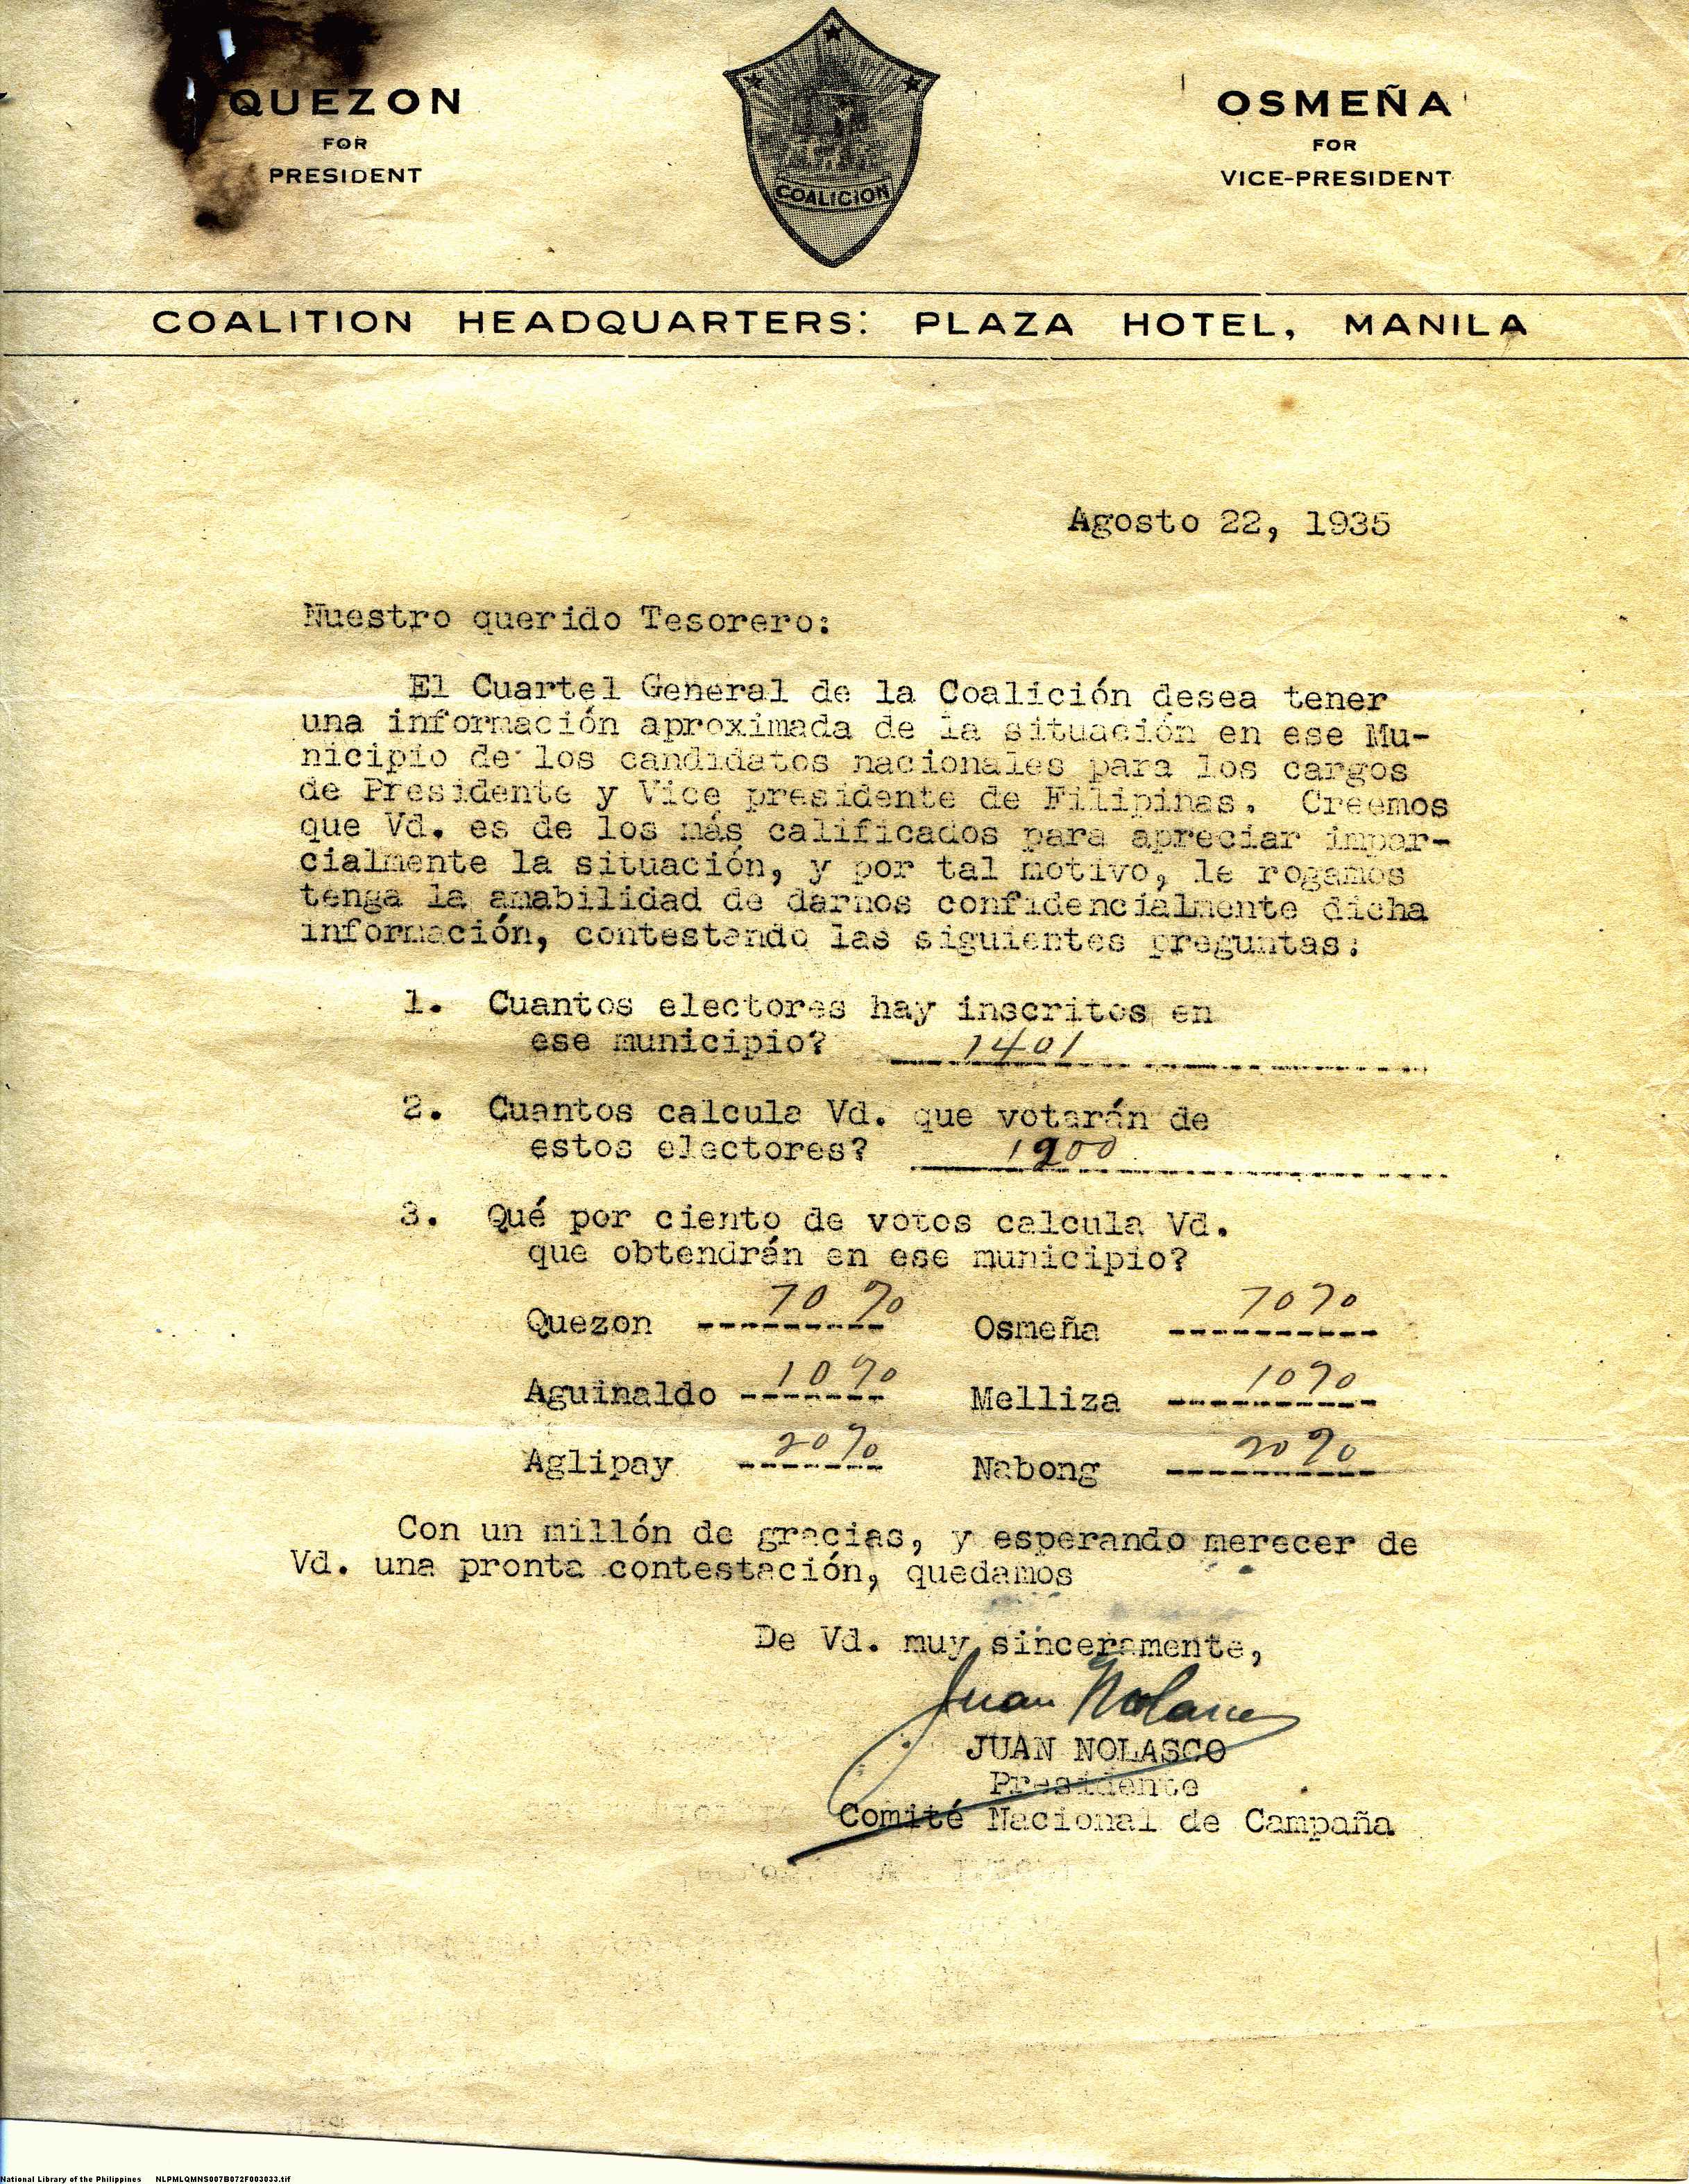 QUEZON
FOR
PRESIDENT
COALICION
OSMEÑA
FOR
VICE-PRESIDENT
COALITION HEADQUARTERS: PLAZA HOTEL, MANILA
Agosto 22, 1935
Nuestro querido Tesorero:
El Cuartel General de la Coalición desea tener
una información aproximada de la situación en ese Mu-
nicipio de los candidatos nacionales para los cargos
de Presidente y Vice presidente de Filipinas. Creemos
que Vd. es de los más calificados para apreciar impar-
cialmente la situación, y por tal motivo, le rogamos
tenga la amabilidad de darnos confidencialmente dicha
información, contestando las siguientes preguntas:
1. Cuantos electores hay inscritos en
ese municipio? 1401
2. Cuantos calcula Vd. que votarán de
estos electores?
3. Qué por ciento de votos calcula Vd.
que obtendrán en ese municipio?
Quezon 70% Osmeña 70%
Aguinaldo 10% Melliza 10%
Aglipay 20% Nabong 20%
Con un millón de gracias, y esperando merecer de
Vd. una pronta contestación, quedamos
De Vd. muy sinceramente,
Juan Nolasco
JUAN NOLASCO
Presidente
Comité Nacional de Campaña
National Library of the Philippines NLPMLQMNS007B072F003033.tif